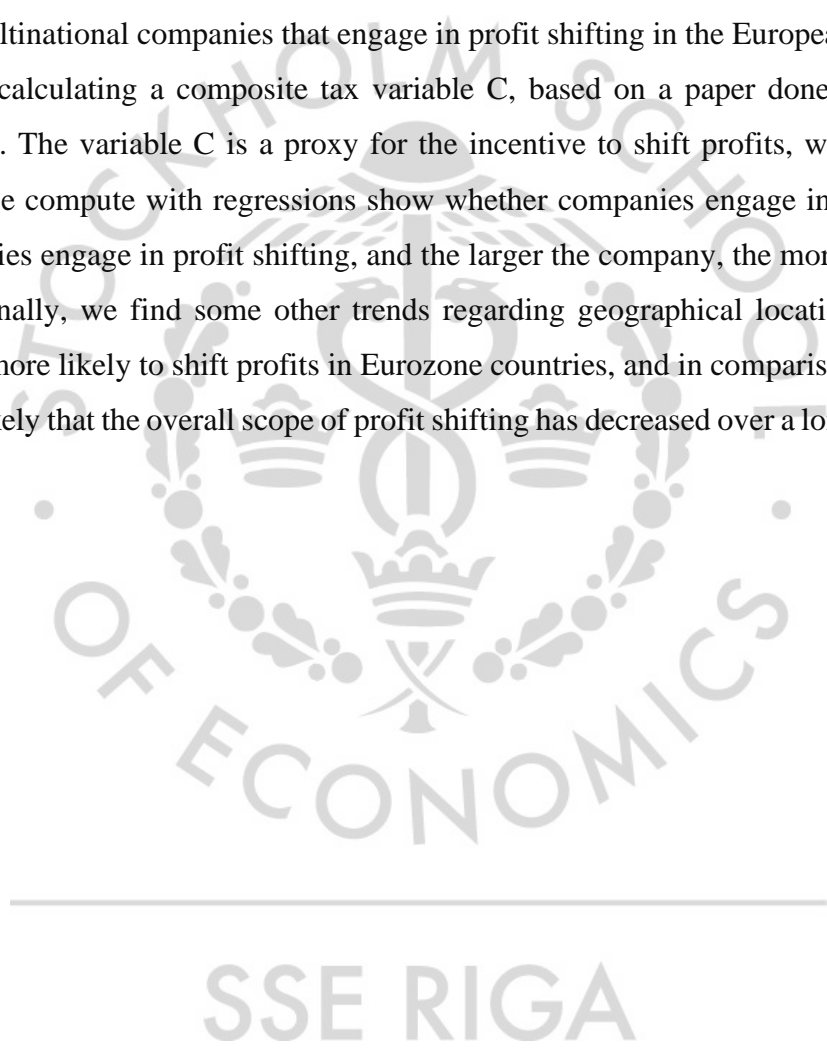 ltinational companies that engage in profit shifting in the Europea
calculating a composite tax variable C, based on a paper done
. The variable C is a proxy for the incentive to shift profits, w
e compute with regressions show whether companies engage in
ies engage in profit shifting, and the larger the company, the mor
nally, we find some other trends regarding geographical locati
more likely to shift profits in Eurozone countries, and in comparis
kely that the overall scope of profit shifting has decreased over a lo
STOCKHOLM SCHOOL
· OF ECONOMICS ·
SSE RIGA